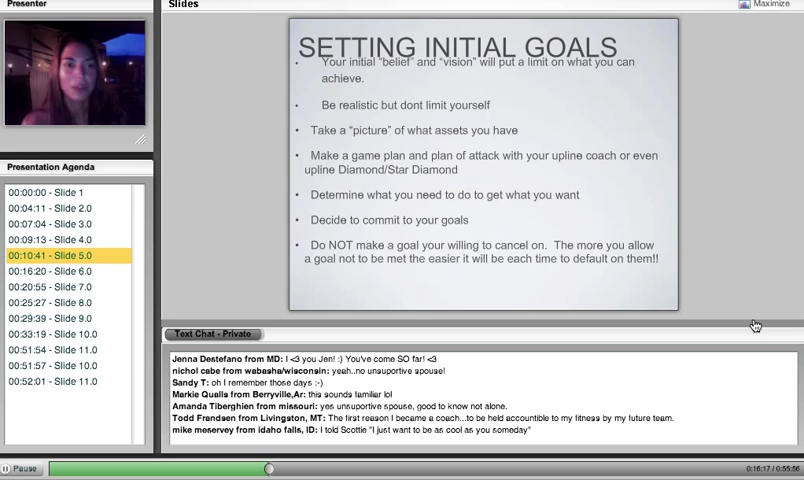 Presenter
Slides
Maximize
SETTING INITIAL GOALS
• Your initial "belief" and "vision" will put a limit on what you can
achieve.
• Be realistic but dont limit yourself
• Take a "picture" of what assets you have
• Make a game plan and plan of attack with your upline coach or even
upline Diamond/Star Diamond
• Determine what you need to do to get what you want
• Decide to commit to your goals
• Do NOT make a goal your willing to cancel on. The more you allow
a goal not to be met the easier it will be each time to default on them!!
Presentation Agenda
00:00:00 - Slide 1
00:04:11 - Slide 2.0
00:07:04 - Slide 3.0
00:09:13 - Slide 4.0
00:10:41 - Slide 5.0
00:16:20 - Slide 6.0
00:20:55 - Slide 7.0
00:25:27 - Slide 8.0
00:29:39 - Slide 9.0
00:33:19 - Slide 10.0
00:51:54 - Slide 11.0
00:51:57 - Slide 10.0
00:52:01 - Slide 11.0
Text Chat - Private
Jenna Destefano from MD: I <3 you Jen! :) You've come SO far! <3
nichol cabe from wabasha/wisconsin: yeah..no unsuportive spouse!
Sandy T: oh I remember those days :-)
Markie Qualls from Berryville,Ar: this sounds familiar lol
Amanda Tiberghien from missouri: yes unsuportive spouse, good to know not alone.
Todd Frandsen from Livingston, MT: The first reason I became a coach...to be held accountible to my fitness by my future team.
mike meservey from idaho falls, ID: I told Scottie "I just want to be as cool as you someday"
Pause
0:16:17 / 0:55:56